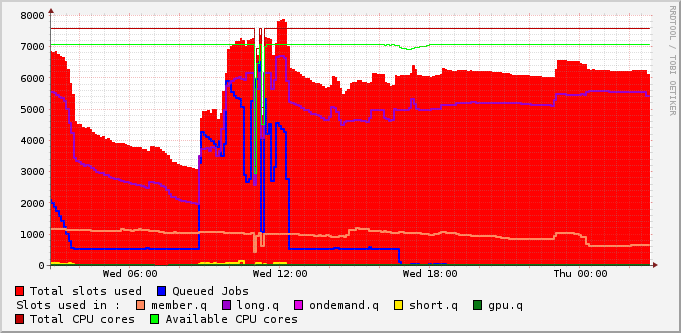 RRDTOOL / TOBI OETIKER
8000
7000
6000
5000
4000
3000
2000
1000
0
Wed 06:00 Wed 12:00 Wed 18:00 Thu 00:00
Total slots used Queued Jobs
Slots used in : member.q long.q ondemand.q short.q gpu.q
Total CPU cores Available CPU cores